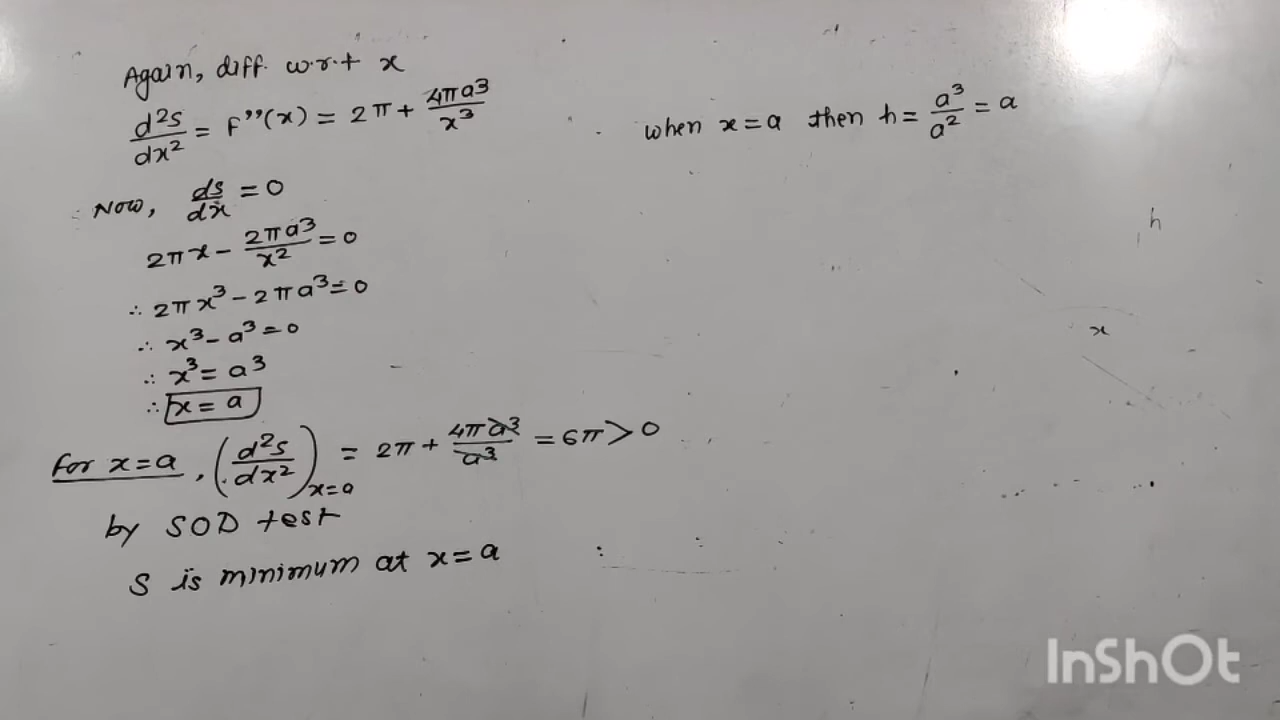 Again, diff. w.r.t x
d²s/dx² = f''(x) = 2π + 4πa³/x³
when x = a then h = a³/a² = a
Now, ds/dx = 0
2πx - 2πa³/x² = 0
∴ 2πx³ - 2πa³ = 0
∴ x³ - a³ = 0
∴ x³ = a³
∴ x = a
h
x
For x = a, (d²s/dx²)x=a = 2π + 4πa³/a³ = 6π > 0
by SOD test
S is minimum at x = a
InShOt